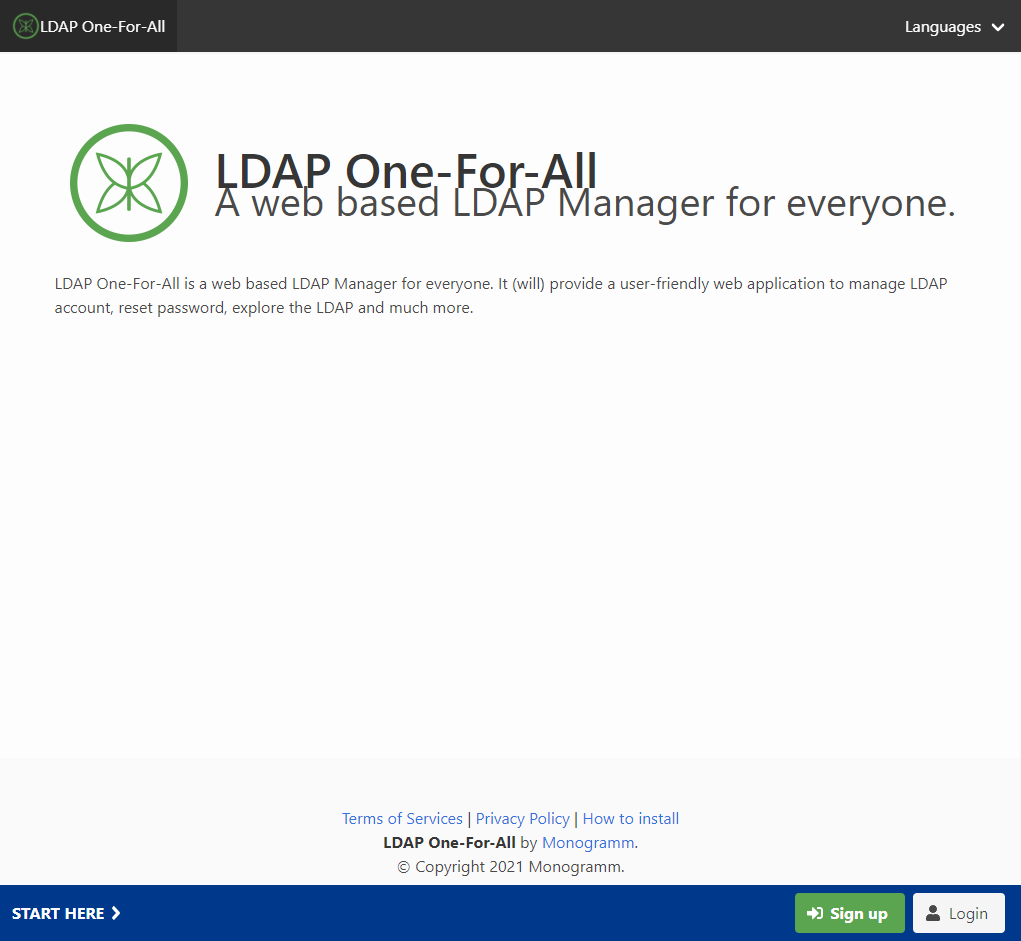 LDAP One-For-All
Languages
LDAP One-For-All
A web based LDAP Manager for everyone.
LDAP One-For-All is a web based LDAP Manager for everyone. It (will) provide a user-friendly web application to manage LDAP
account, reset password, explore the LDAP and much more.
Terms of Services | Privacy Policy | How to install
LDAP One-For-All by Monogramm.
© Copyright 2021 Monogramm.
START HERE
Sign up
Login